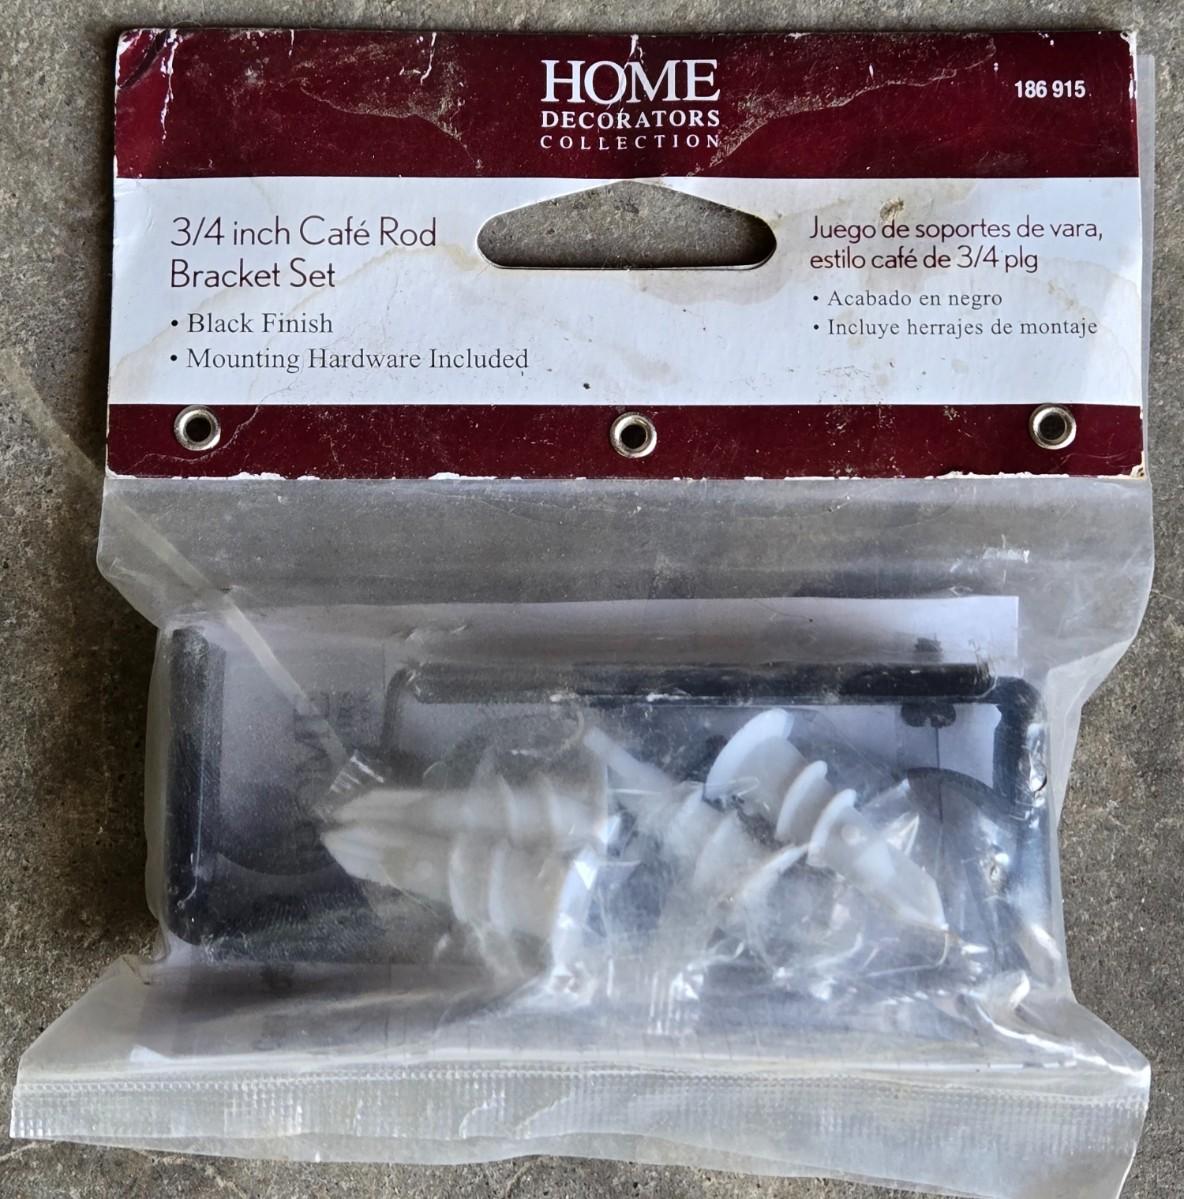 HOME
DECORATORS
COLLECTION
186 915
3/4 inch Café Rod
Bracket Set
• Black Finish
• Mounting Hardware Included
Juego de soportes de vara,
estilo café de 3/4 plg
• Acabado en negro
• Incluye herrajes de montaje